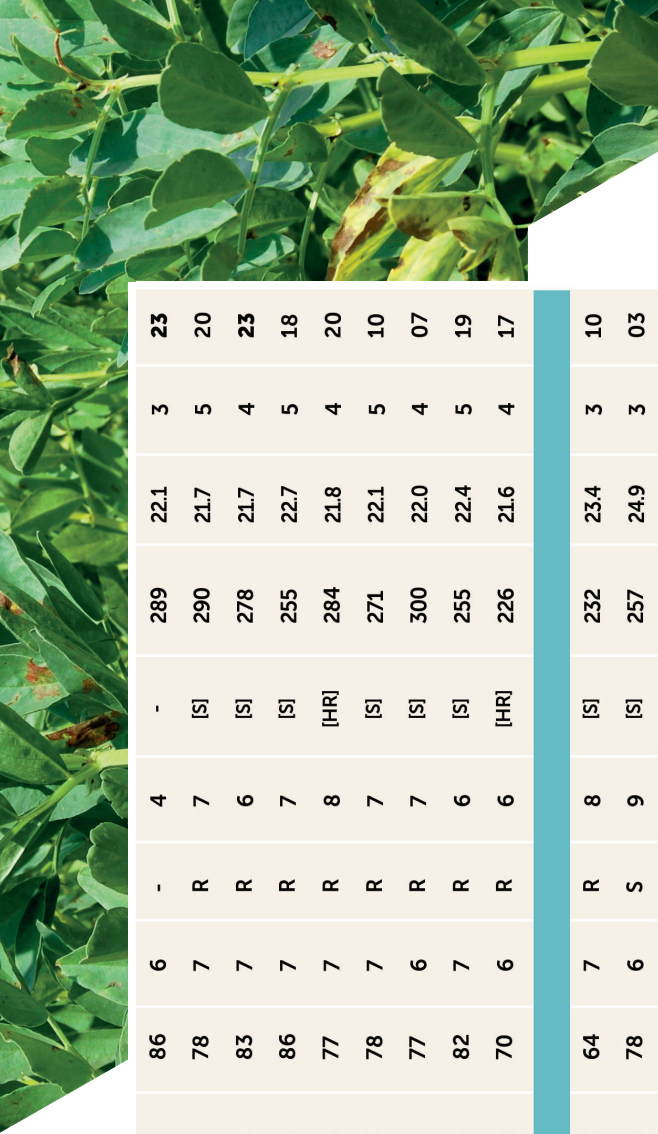 86 6 - 4 - 289 22.1 3 23
78 7 R 7 [S] 290 21.7 5 20
83 7 R 6 [S] 278 21.7 4 23
86 7 R 7 [S] 255 22.7 5 18
77 7 R 8 [HR] 284 21.8 4 20
78 7 R 7 [S] 271 22.1 5 10
77 6 R 7 [S] 300 22.0 4 07
82 7 R 6 [S] 255 22.4 5 19
70 6 R 6 [HR] 226 21.6 4 17
64 7 R 8 [S] 232 23.4 3 10
78 6 S 9 [S] 257 24.9 3 03